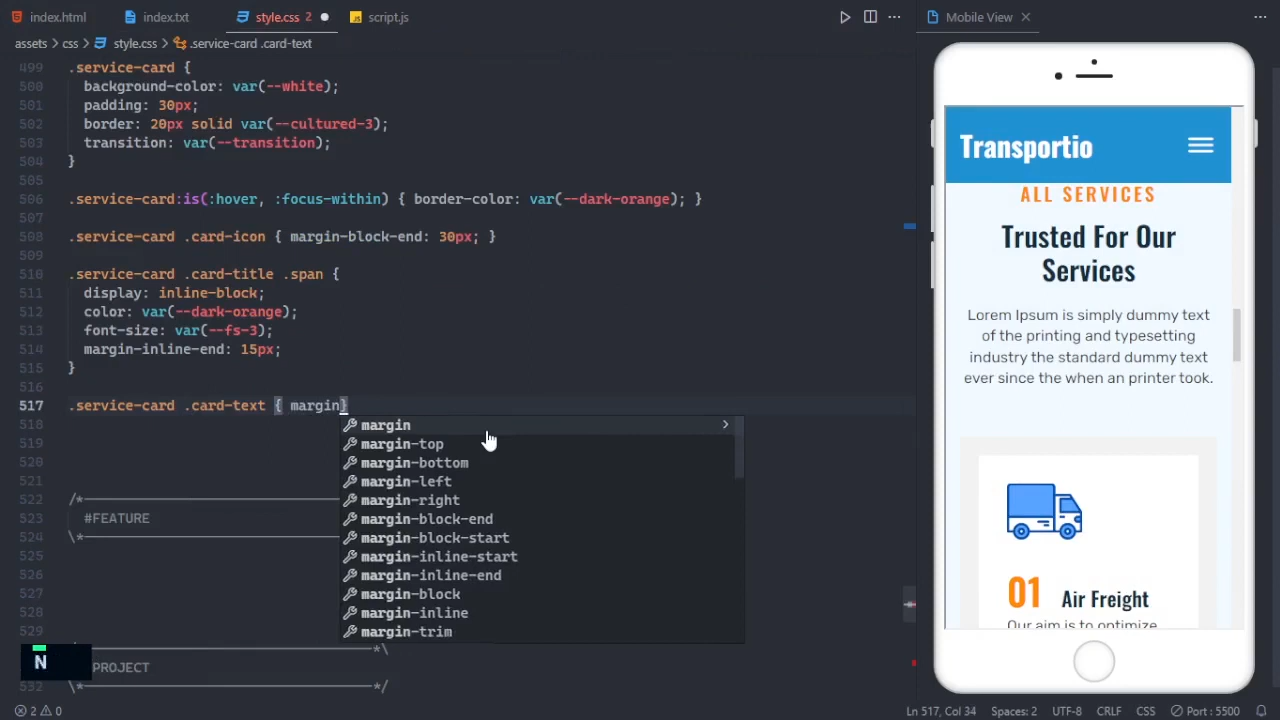 index.html
index.txt
style.css 2
script.js
Mobile View
assets > css > style.css > .service-card .card-text
499 .service-card {
500 background-color: var(--white);
501 padding: 30px;
502 border: 20px solid var(--cultured-3);
503 transition: var(--transition);
504 }
505
506 .service-card:is(:hover, :focus-within) { border-color: var(--dark-orange); }
507
508 .service-card .card-icon { margin-block-end: 30px; }
509
510 .service-card .card-title .span {
511 display: inline-block;
512 color: var(--dark-orange);
513 font-size: var(--fs-3);
514 margin-inline-end: 15px;
515 }
516
517 .service-card .card-text { margin}
518
519
520
521
522 /*
523 #FEATURE
524 \*
525
526
527
528
529
*\
PROJECT
532 \* */
margin
margin-top
margin-bottom
margin-left
margin-right
margin-block-end
margin-block-start
margin-inline-start
margin-inline-end
margin-block
margin-inline
margin-trim
N
Transportio
ALL SERVICES
Trusted For Our
Services
Lorem Ipsum is simply dummy text
of the printing and typesetting
industry the standard dummy text
ever since the when an printer took.
01 Air Freight
Our aim is to optimize
2 0
Ln 517, Col 34 Spaces: 2 UTF-8 CRLF CSS Port : 5500